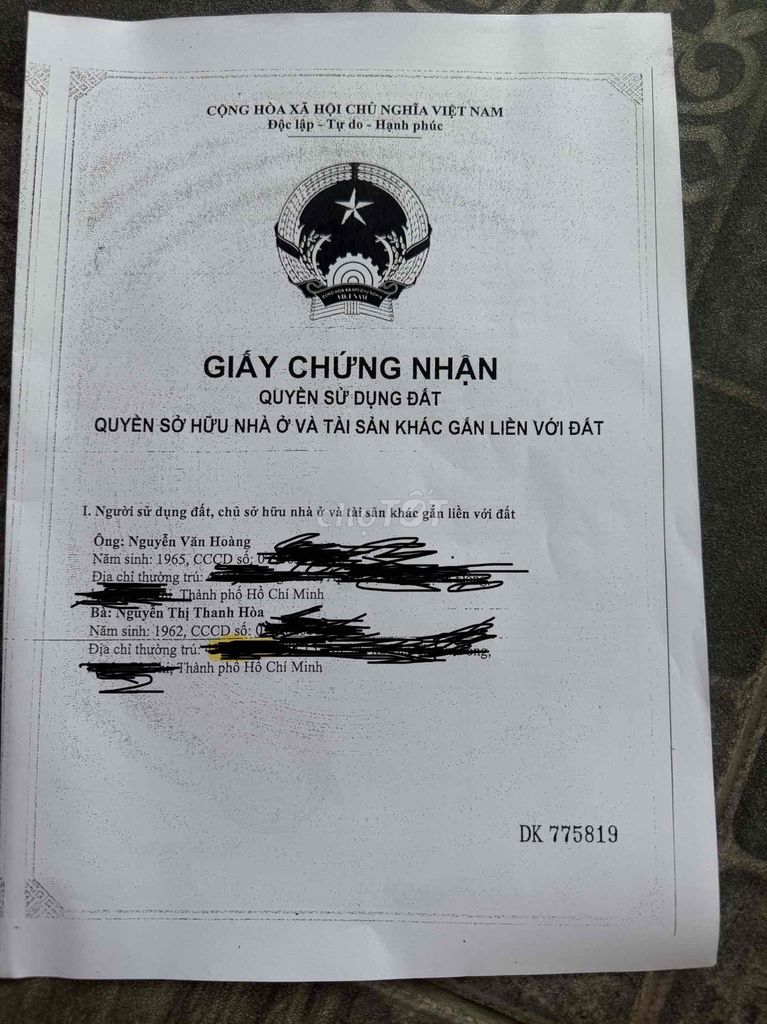 CỘNG HÒA XÃ HỘI CHỦ NGHĨA VIỆT NAM
Độc lập - Tự do - Hạnh phúc
VIỆT NAM
GIẤY CHỨNG NHẬN
QUYỀN SỬ DỤNG ĐẤT
QUYỀN SỞ HỮU NHÀ Ở VÀ TÀI SẢN KHÁC GẮN LIỀN VỚI ĐẤT
I. Người sử dụng đất, chủ sở hữu nhà ở và tài sản khác gắn liền với đất
chợTỐT
Ông: Nguyễn Văn Hoàng
Năm sinh: 1965, CCCD số:
Địa chỉ thường trú:
Thành phố Hồ Chí Minh
Bà: Nguyễn Thị Thanh Hòa
Năm sinh: 1962, CCCD số:
Địa chỉ thường trú:
Thành phố Hồ Chí Minh
DK 775819